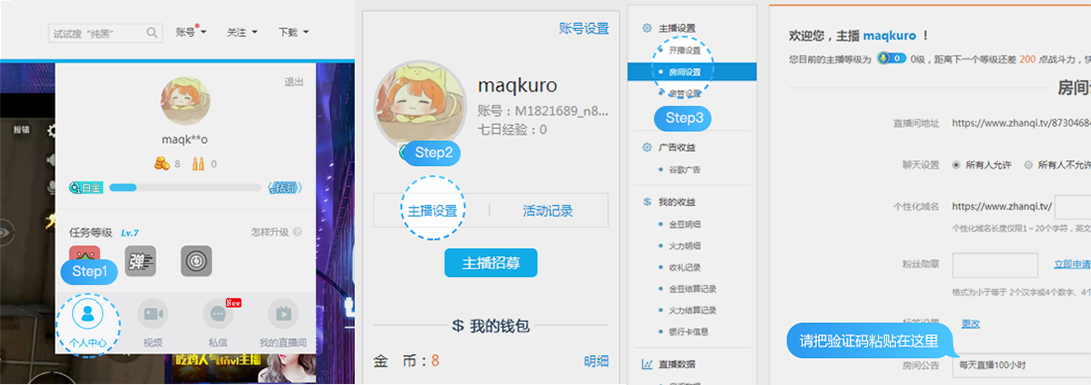 试试搜 "纯黑"
账号
关注
下载
退出
报错
maqk**o
8
0
白金
钻石
任务等级
Lv.7
怎样升级
弹
Step1
New
个人中心
视频
私信
我的直播间
吃鸡人气lfm主播
账号设置
maqkuro
账号：M1821689_n8...
七日经验：0
Step2
主播设置
活动记录
主播招募
$ 我的钱包
金 币：8
明细
主播设置
开播设置
房间设置
房管设置
Step3
广告收益
谷歌广告
$ 我的收益
金豆明细
火力明细
收礼记录
金豆结算记录
火力结算记录
银行卡信息
直播数据
欢迎您，主播 maqkuro ！
您目前的主播等级为 0 0级，距离下一个等级还差 200 点战斗力，快
房间
直播间地址 https://www.zhanqi.tv/8730468
聊天设置 所有人允许 所有人不允许
个性化域名 https://www.zhanqi.tv/
个性化域名长度仅限1～20个字符，英文
粉丝勋章 立即申请
格式为小于等于 2个汉字或4个数字、4个
标签设置 更改
请把验证码粘贴在这里
房间公告 每天直播100小时